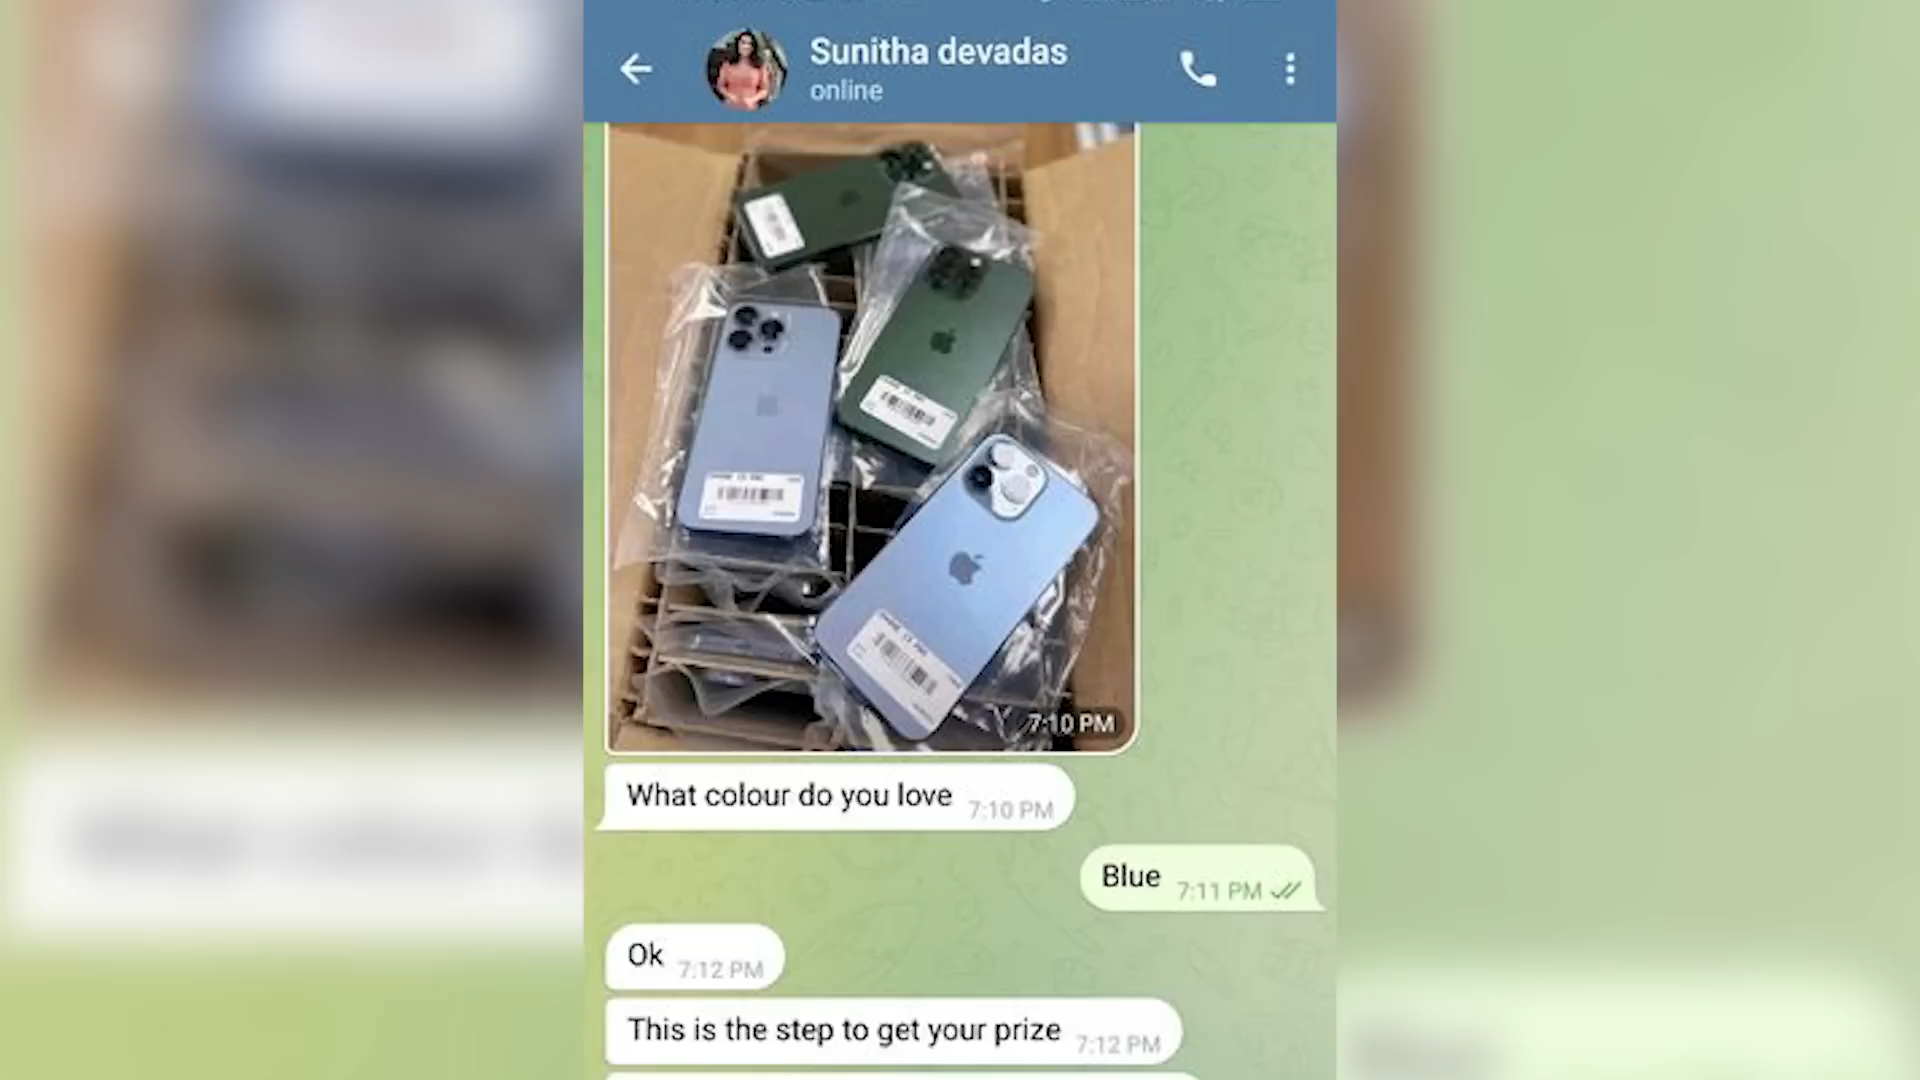 Sunitha devadas
online
7:10 PM
What colour do you love 7:10 PM
Blue 7:11 PM
Ok 7:12 PM
This is the step to get your prize 7:12 PM